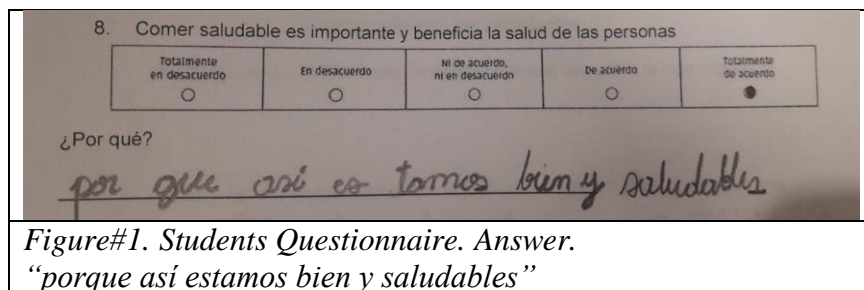 8. Comer saludable es importante y beneficia la salud de las personas
Totalmente en desacuerdo
En desacuerdo
Ni de acuerdo, ni en desacuerdo
De acuerdo
Totalmente de acuerdo
¿Por qué?
por que así es tamos bien y saludables
Figure#1. Students Questionnaire. Answer.
“porque así estamos bien y saludables”